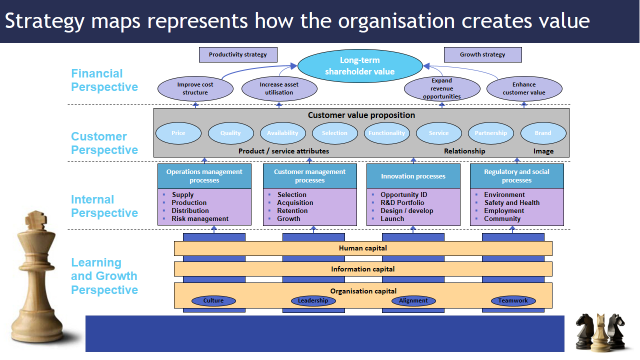 Strategy maps represents how the organisation creates value
Productivity strategy
Long-term
shareholder value
Growth strategy
Financial
Perspective
Improve cost
structure
Increase asset
utilisation
Expand
revenue
opportunities
Enhance
customer value
Customer value proposition
Customer
Perspective
Price
Quality
Availability
Selection
Functionality
Service
Partnership
Brand
Product / service attributes
Relationship
Image
Internal
Perspective
Operations management
processes
Supply
Production
Distribution
Risk management
Customer management
processes
Selection
Acquisition
Retention
Growth
Innovation processes
Opportunity ID
R&D Portfolio
Design / develop
Launch
Regulatory and social
processes
Environment
Safety and Health
Employment
Community
Learning
and Growth
Perspective
Human capital
Information capital
Organisation capital
Culture
Leadership
Alignment
Teamwork